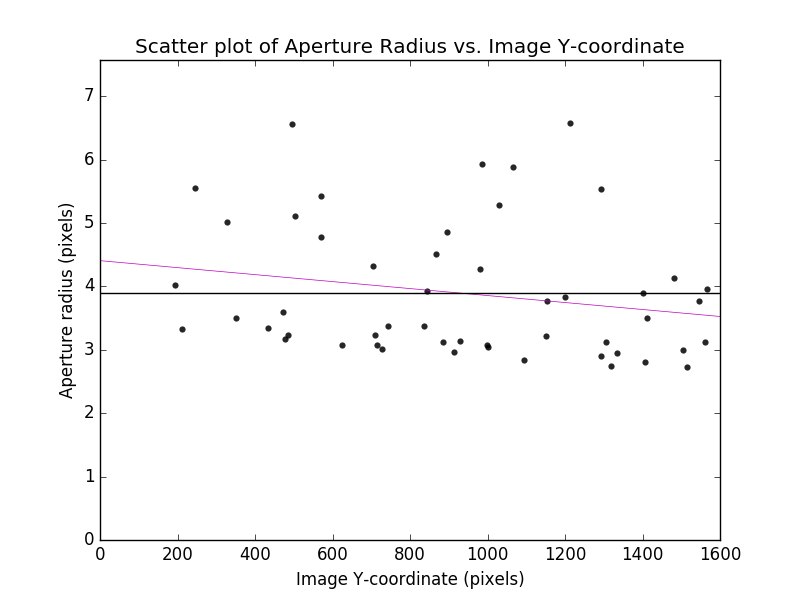 Scatter plot of Aperture Radius vs. Image Y-coordinate
7
6
5
4
3
2
1
0
Aperture radius (pixels)
0 200 400 600 800 1000 1200 1400 1600
Image Y-coordinate (pixels)